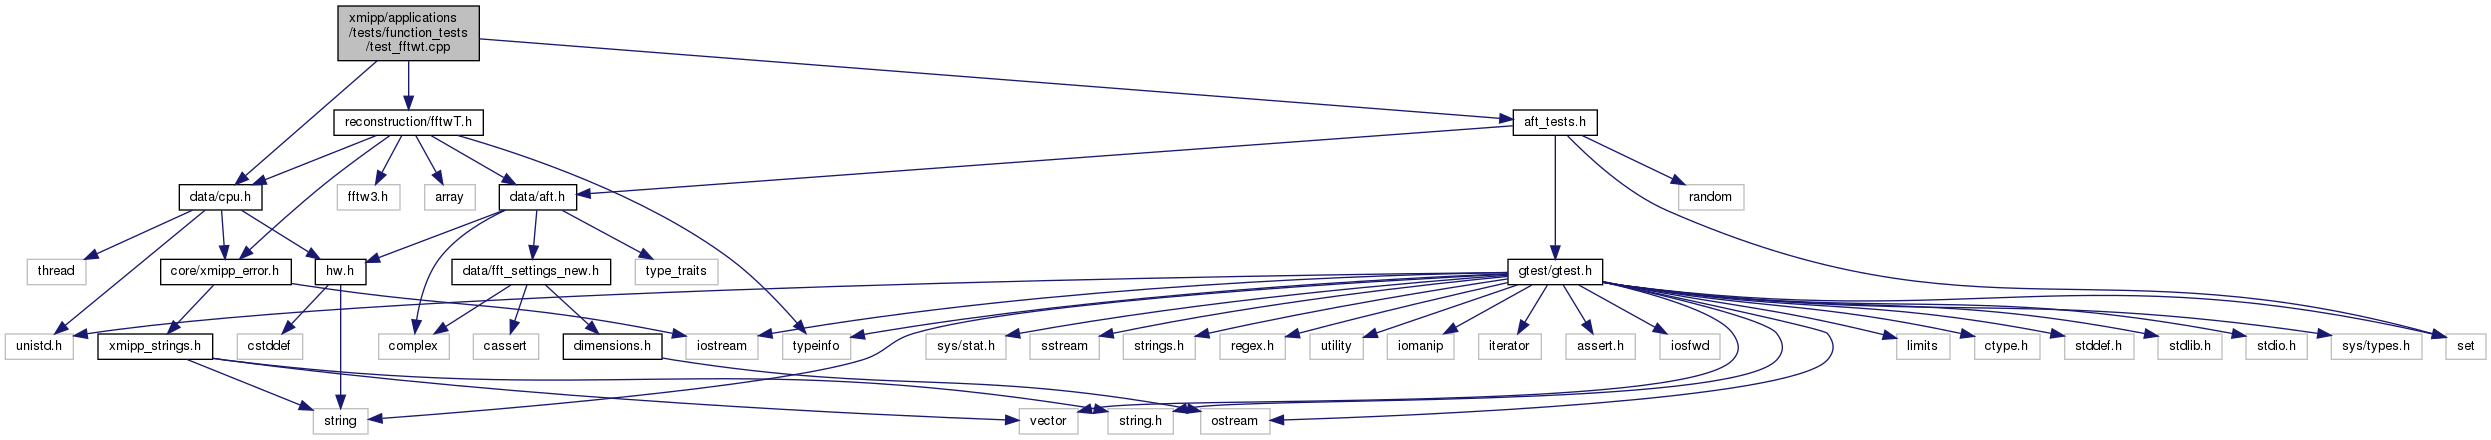 xmipp/applications
/tests/function_tests
/test_fftwt.cpp
reconstruction/fftwT.h
aft_tests.h
data/cpu.h
fftw3.h
array
data/aft.h
random
thread
core/xmipp_error.h
hw.h
data/fft_settings_new.h
type_traits
gtest/gtest.h
unistd.h
xmipp_strings.h
cstddef
complex
cassert
dimensions.h
iostream
typeinfo
sys/stat.h
sstream
strings.h
regex.h
utility
iomanip
iterator
assert.h
iosfwd
limits
ctype.h
stddef.h
stdlib.h
stdio.h
sys/types.h
set
string
vector
string.h
ostream